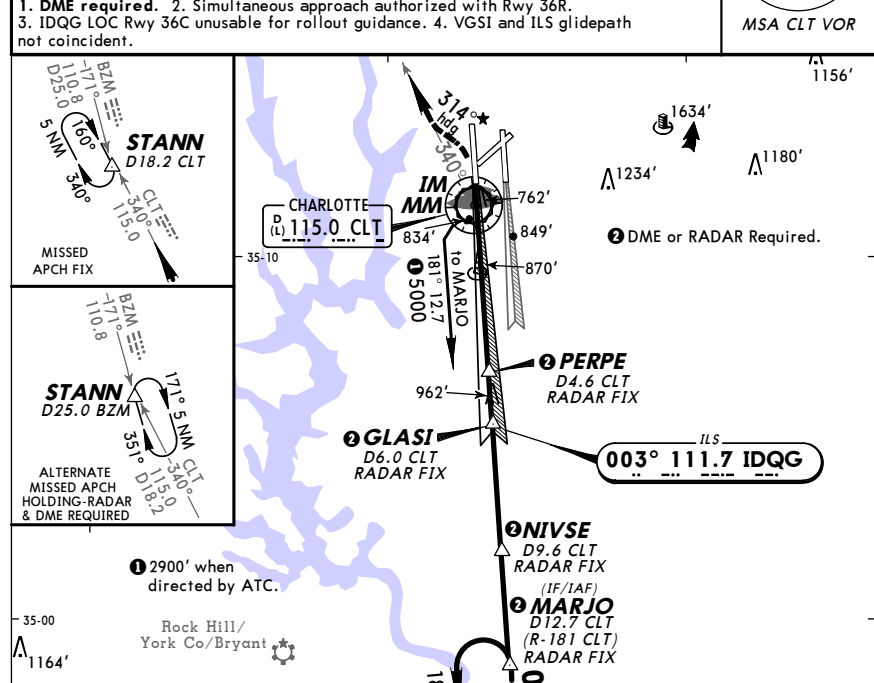 1. DME required. 2. Simultaneous approach authorized with Rwy 36R.
3. IDQG LOC Rwy 36C unusable for rollout guidance. 4. VGSI and ILS glidepath
not coincident.
MSA CLT VOR
BZM
-171°
110.8
D25.0
5 NM
160°
340°
STANN
D18.2 CLT
CLT
340°
115.0
MISSED
APCH FIX
BZM
-171°
110.8
STANN
D25.0 BZM
171° 5 NM
351°
CLT
-340°
115.0
D18.2
ALTERNATE
MISSED APCH
HOLDING-RADAR
& DME REQUIRED
314°
hdg
340°
1156'
1634'
1234'
1180'
IM
MM
CHARLOTTE
D
(L) 115.0 CLT
762'
834'
849'
870'
35-10
2 DME or RADAR Required.
1 5000
181° 12.7
to MARJO
2 PERPE
D4.6 CLT
RADAR FIX
962'
2 GLASI
D6.0 CLT
RADAR FIX
ILS
003° 111.7 IDQG
2 NIVSE
D9.6 CLT
RADAR FIX
1 2900' when
directed by ATC.
(IF/IAF)
2 MARJO
D12.7 CLT
(R-181 CLT)
RADAR FIX
35-00
Rock Hill/
York Co/Bryant
1164'